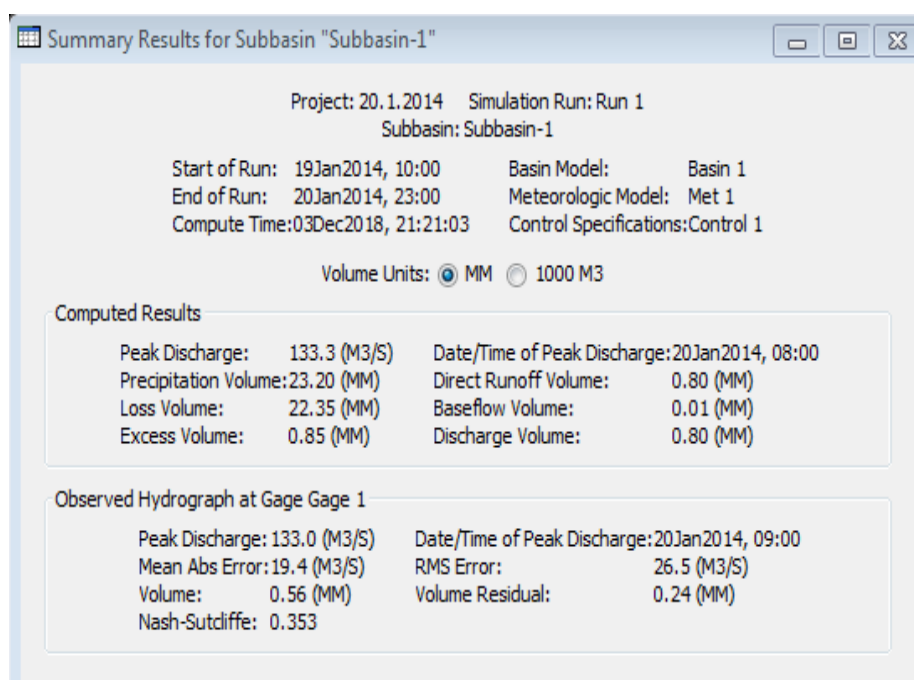 Summary Results for Subbasin "Subbasin-1"
Project: 20.1.2014 Simulation Run: Run 1
Subbasin: Subbasin-1
Start of Run: 19Jan2014, 10:00 Basin Model: Basin 1
End of Run: 20Jan2014, 23:00 Meteorologic Model: Met 1
Compute Time:03Dec2018, 21:21:03 Control Specifications:Control 1
Volume Units: MM 1000 M3
Computed Results
Peak Discharge: 133.3 (M3/S) Date/Time of Peak Discharge:20Jan2014, 08:00
Precipitation Volume:23.20 (MM) Direct Runoff Volume: 0.80 (MM)
Loss Volume: 22.35 (MM) Baseflow Volume: 0.01 (MM)
Excess Volume: 0.85 (MM) Discharge Volume: 0.80 (MM)
Observed Hydrograph at Gage Gage 1
Peak Discharge: 133.0 (M3/S) Date/Time of Peak Discharge:20Jan2014, 09:00
Mean Abs Error:19.4 (M3/S) RMS Error: 26.5 (M3/S)
Volume: 0.56 (MM) Volume Residual: 0.24 (MM)
Nash-Sutcliffe: 0.353